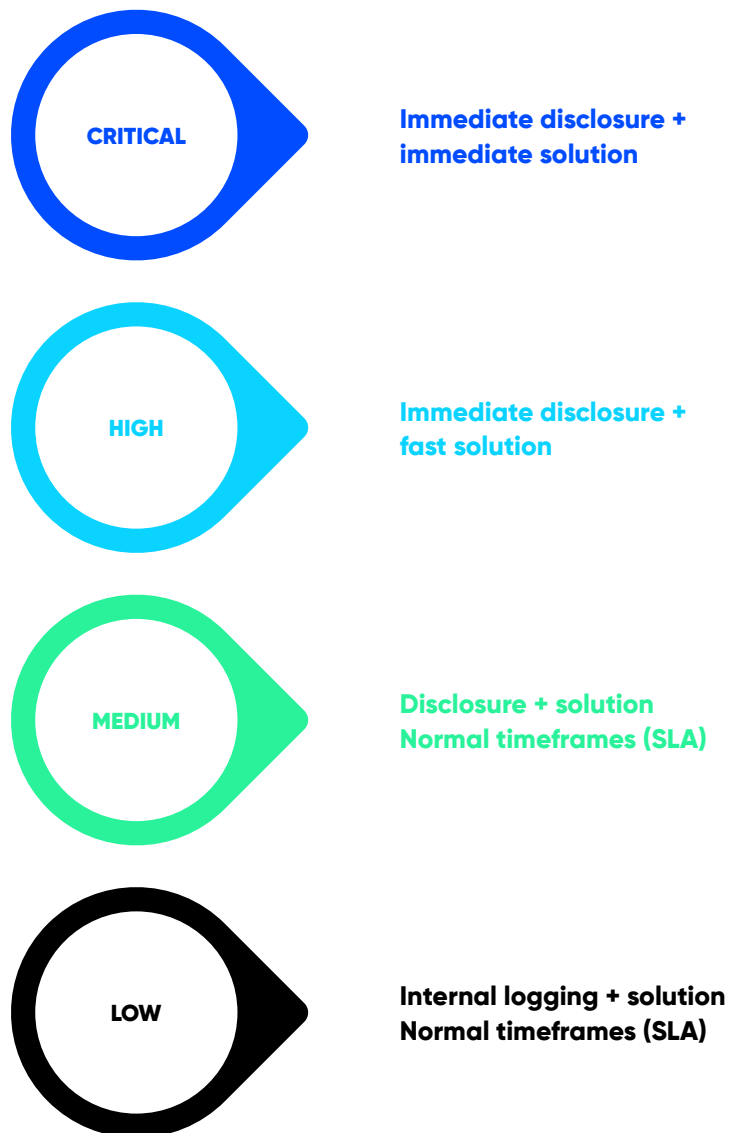 CRITICAL
Immediate disclosure +
immediate solution
HIGH
Immediate disclosure +
fast solution
MEDIUM
Disclosure + solution
Normal timeframes (SLA)
LOW
Internal logging + solution
Normal timeframes (SLA)